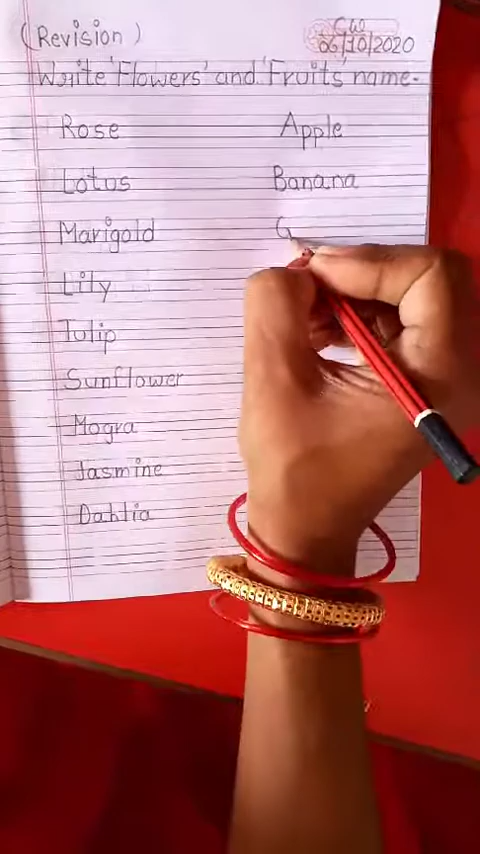 CW
(Revision) 06/10/2020
Write 'Flowers' and 'Fruits' name-
Rose Apple
Lotus Banana
Marigold G
Lily
Tulip
Sunflower
Mogra
Jasmine
Dahlia